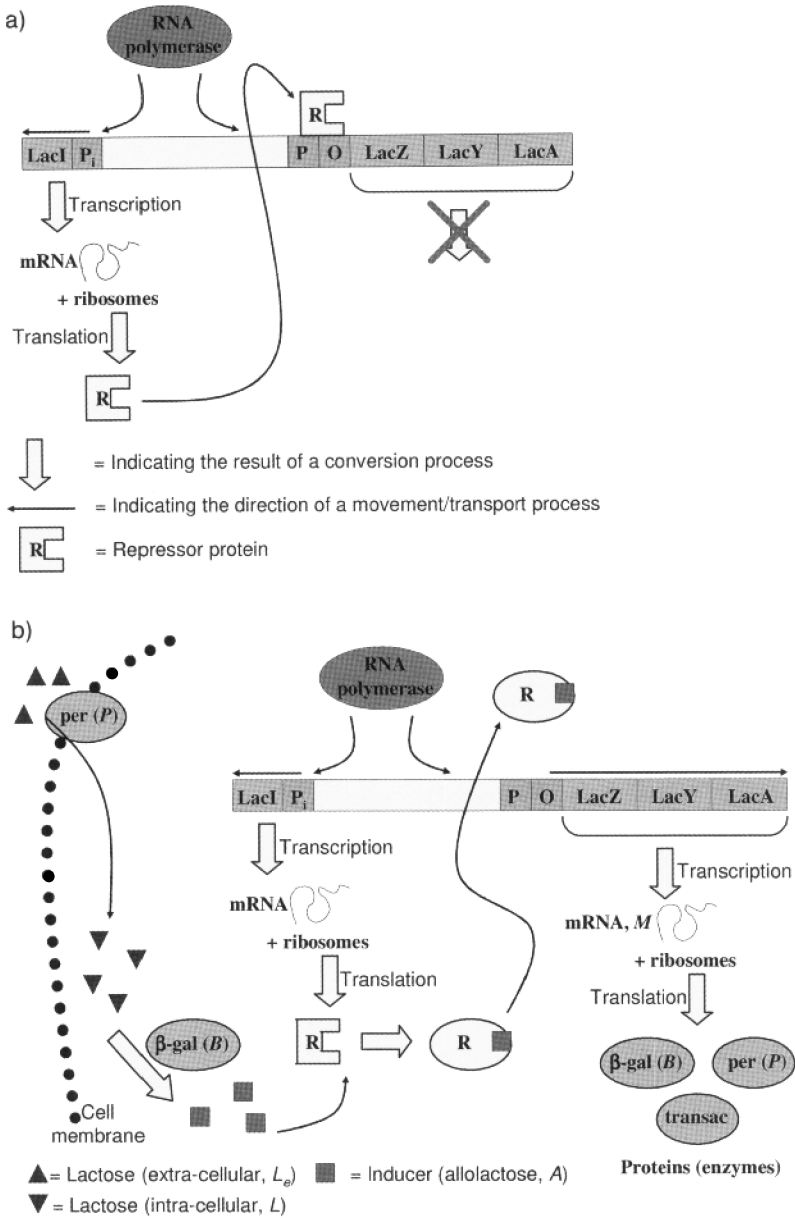 a)
RNA
polymerase
R
LacI Pi P O LacZ LacY LacA
Transcription
mRNA
+ ribosomes
Translation
R
= Indicating the result of a conversion process
= Indicating the direction of a movement/transport process
R = Repressor protein
b)
RNA
polymerase
R
per (P)
LacI Pi P O LacZ LacY LacA
Transcription
Transcription
mRNA
mRNA, M
+ ribosomes
+ ribosomes
Translation
Translation
R
R
β-gal (B)
β-gal (B)
per (P)
transac
Cell
membrane
Proteins (enzymes)
= Lactose (extra-cellular, Le) = Inducer (allolactose, A)
= Lactose (intra-cellular, L)